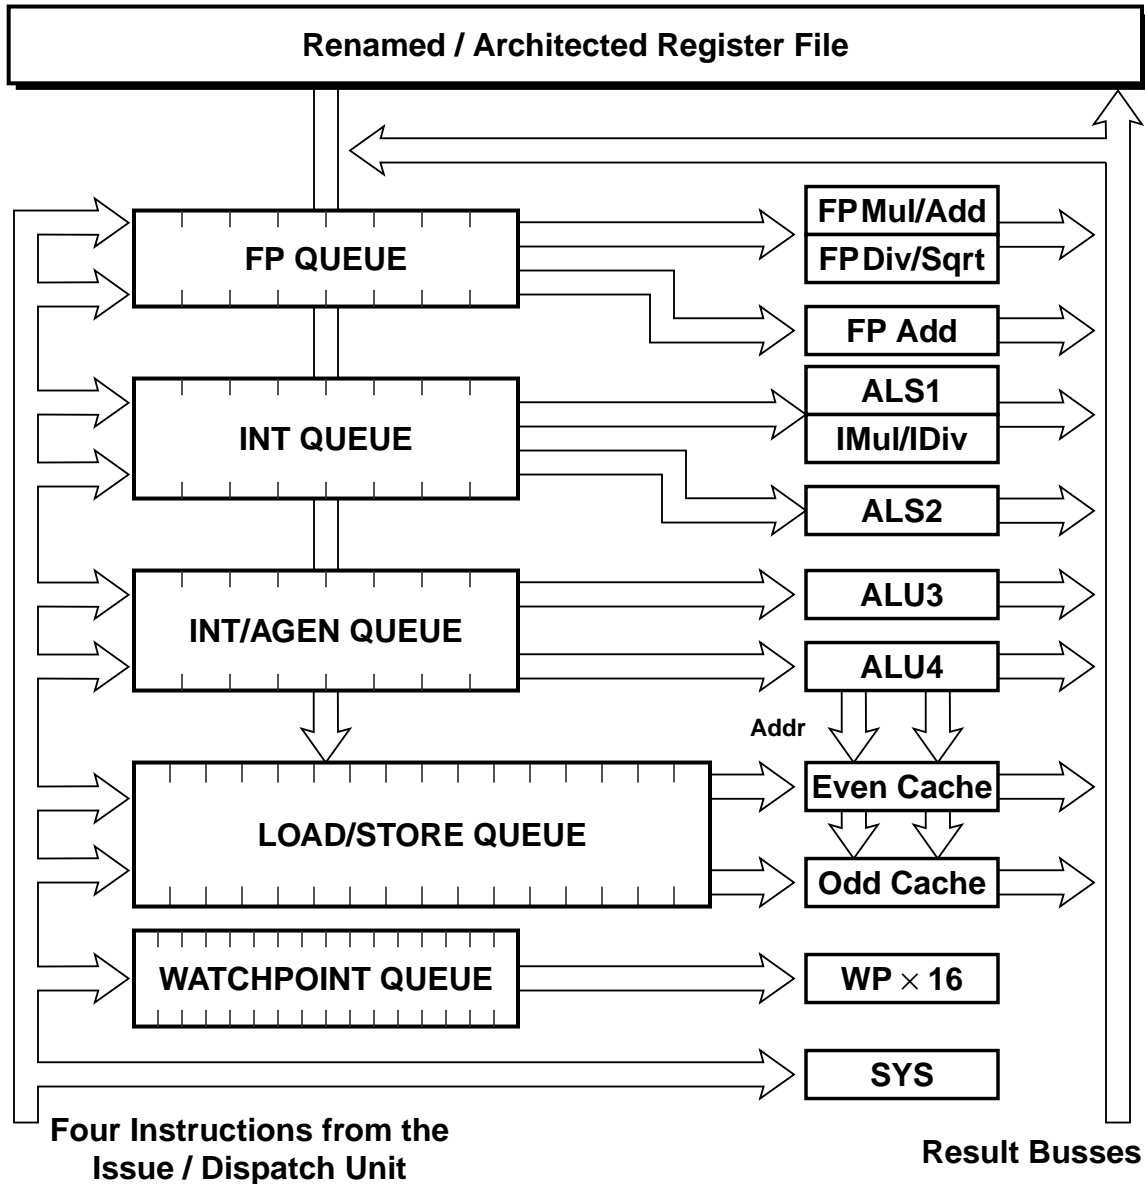 Renamed / Architected Register File
FP QUEUE
FP Mul/Add
FP Div/Sqrt
FP Add
INT QUEUE
ALS1
IMul/IDiv
ALS2
INT/AGEN QUEUE
ALU3
ALU4
Addr
LOAD/STORE QUEUE
Even Cache
Odd Cache
WATCHPOINT QUEUE
WP × 16
SYS
Four Instructions from the
Issue / Dispatch Unit
Result Busses